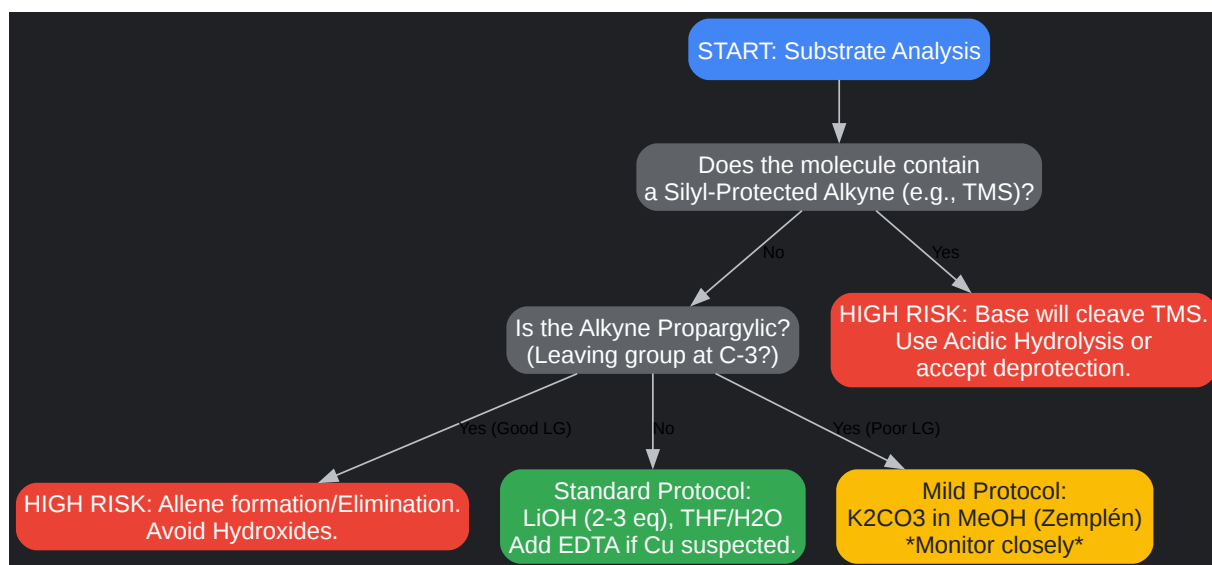 START: Substrate Analysis
Does the molecule contain
a Silyl-Protected Alkyne (e.g., TMS)?
No
Yes
Is the Alkyne Propargylic?
(Leaving group at C-3?)
HIGH RISK: Base will cleave TMS.
Use Acidic Hydrolysis or
accept deprotection.
Yes (Good LG)
No
Yes (Poor LG)
HIGH RISK: Allene formation/Elimination.
Avoid Hydroxides.
Standard Protocol:
LiOH (2-3 eq), THF/H2O
Add EDTA if Cu suspected.
Mild Protocol:
K2CO3 in MeOH (Zemplén)
*Monitor closely*